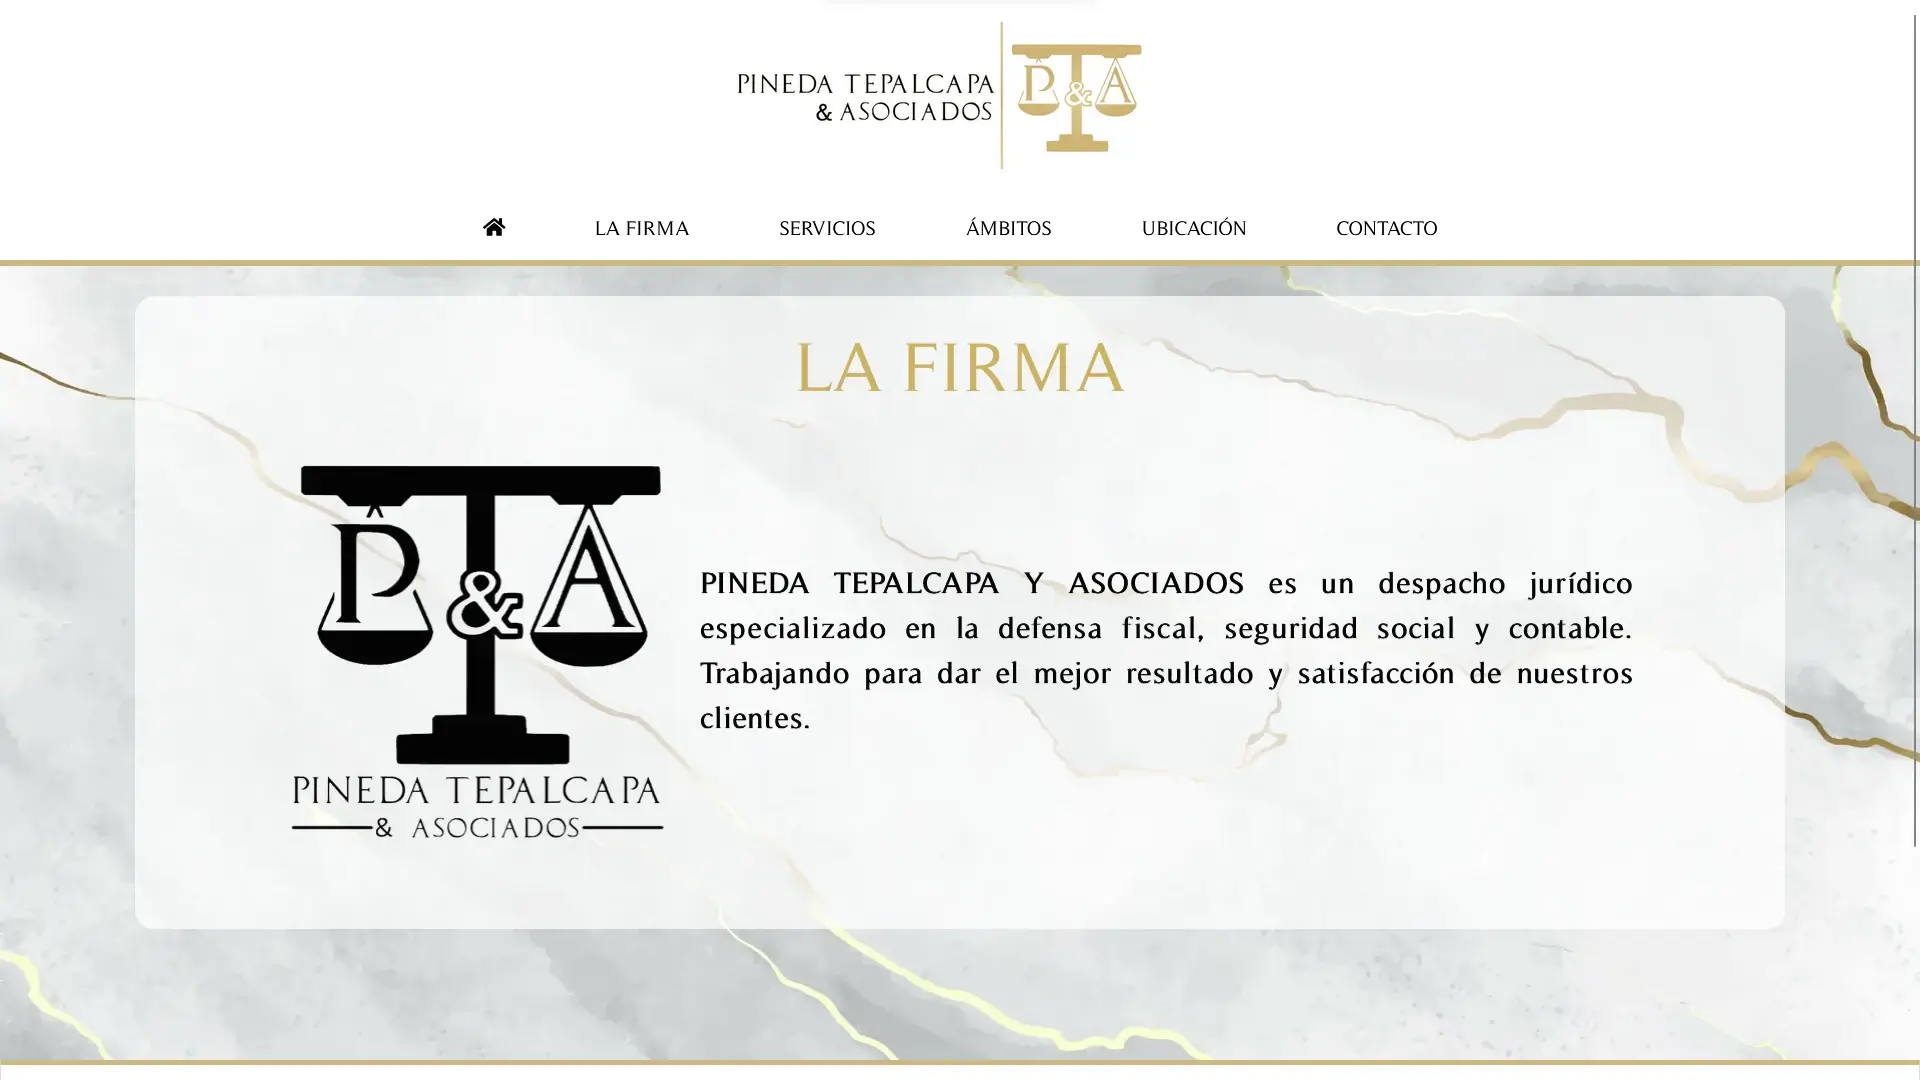 PINEDA TEPALCAPA
& ASOCIADOS
P & A
LA FIRMA
SERVICIOS
ÁMBITOS
UBICACIÓN
CONTACTO
LA FIRMA
P & A
PINEDA TEPALCAPA
& ASOCIADOS
PINEDA TEPALCAPA Y ASOCIADOS es un despacho jurídico
especializado en la defensa fiscal, seguridad social y contable.
Trabajando para dar el mejor resultado y satisfacción de nuestros
clientes.